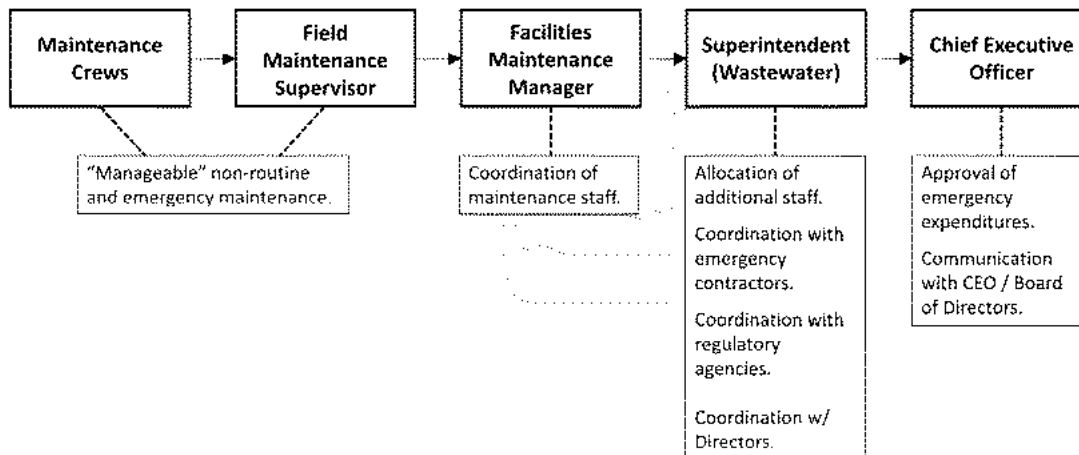 Maintenance
Crews
Field
Maintenance
Supervisor
Facilities
Maintenance
Manager
Superintendent
(Wastewater)
Chief Executive
Officer
“Manageable” non-routine
and emergency maintenance.
Coordination of
maintenance staff.
Allocation of
additional staff.
Coordination with
emergency
contractors.
Coordination with
regulatory
agencies.
Coordination w/
Directors.
Approval of
emergency
expenditures.
Communication
with CEO / Board
of Directors.